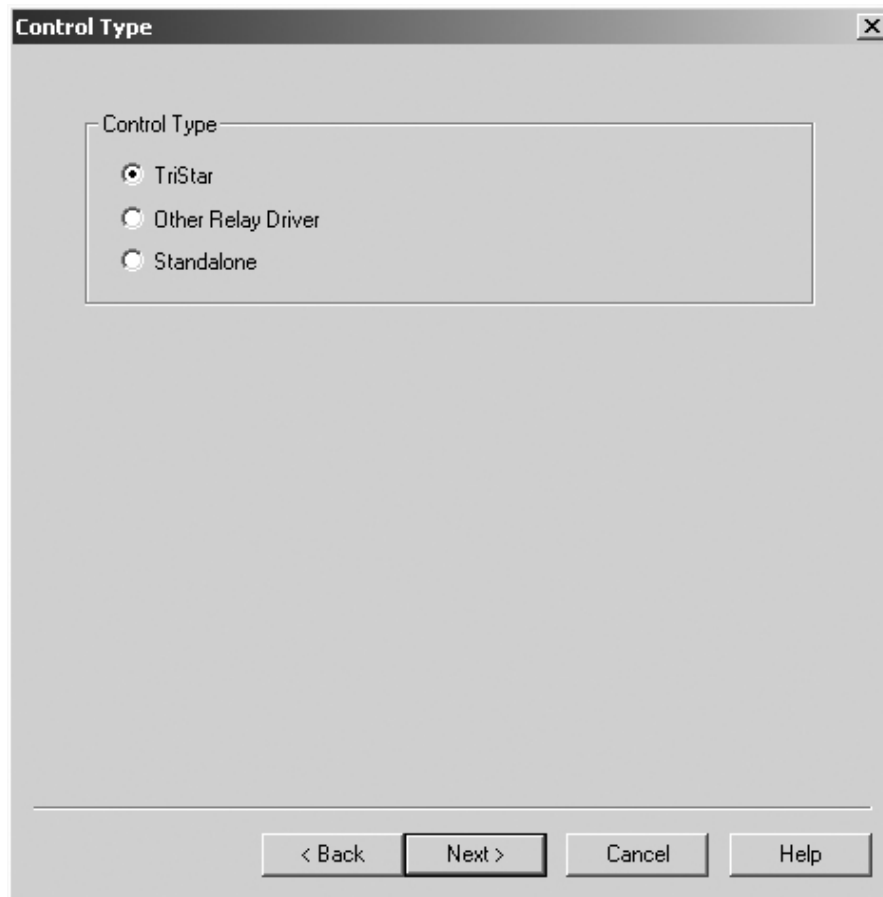 Control Type
Control Type
TriStar
Other Relay Driver
Standalone
< Back Next > Cancel Help